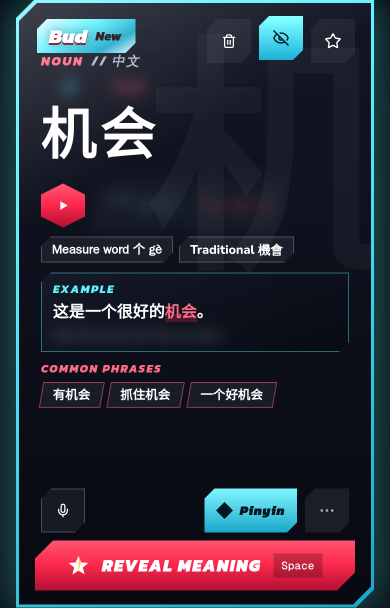 Bud New
NOUN // 中文
机会
Measure word 个 gè
Traditional 機會
EXAMPLE
这是一个很好的机会。
COMMON PHRASES
有机会
抓住机会
一个好机会
Pinyin
REVEAL MEANING Space